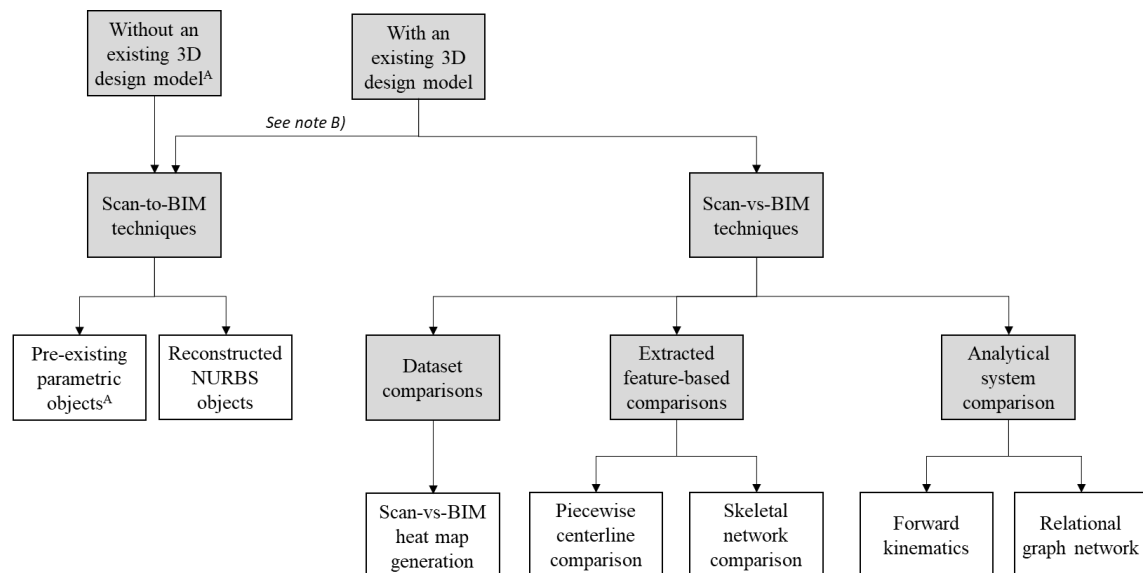 Without an
existing 3D
design modelᴬ
With an
existing 3D
design model
See note B)
Scan-to-BIM
techniques
Scan-vs-BIM
techniques
Pre-existing
parametric
objectsᴬ
Reconstructed
NURBS
objects
Dataset
comparisons
Extracted
feature-based
comparisons
Analytical
system
comparison
Scan-vs-BIM
heat map
generation
Piecewise
centerline
comparison
Skeletal
network
comparison
Forward
kinematics
Relational
graph network